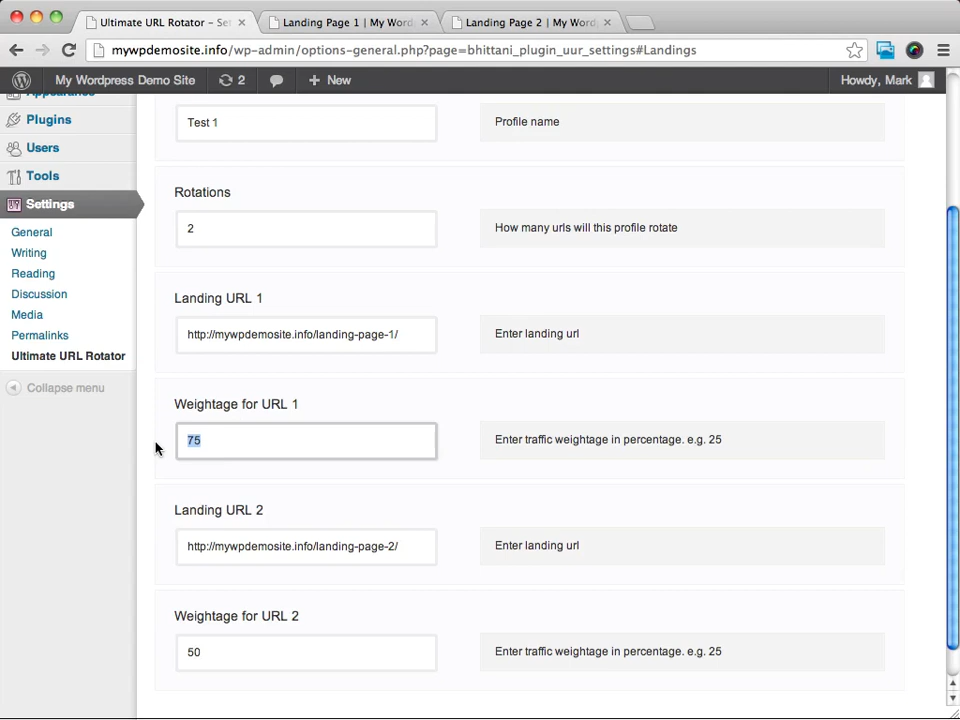 Ultimate URL Rotator – Se
Landing Page 1 | My Word
Landing Page 2 | My Word
mywpdemosite.info/wp-admin/options-general.php?page=bhittani_plugin_uur_settings#Landings
My Wordpress Demo Site
2
New
Howdy, Mark
Appearance
Plugins
Users
Tools
Settings
General
Writing
Reading
Discussion
Media
Permalinks
Ultimate URL Rotator
Collapse menu
Test 1
Profile name
Rotations
2
How many urls will this profile rotate
Landing URL 1
http://mywpdemosite.info/landing-page-1/
Enter landing url
Weightage for URL 1
75
Enter traffic weightage in percentage. e.g. 25
Landing URL 2
http://mywpdemosite.info/landing-page-2/
Enter landing url
Weightage for URL 2
50
Enter traffic weightage in percentage. e.g. 25